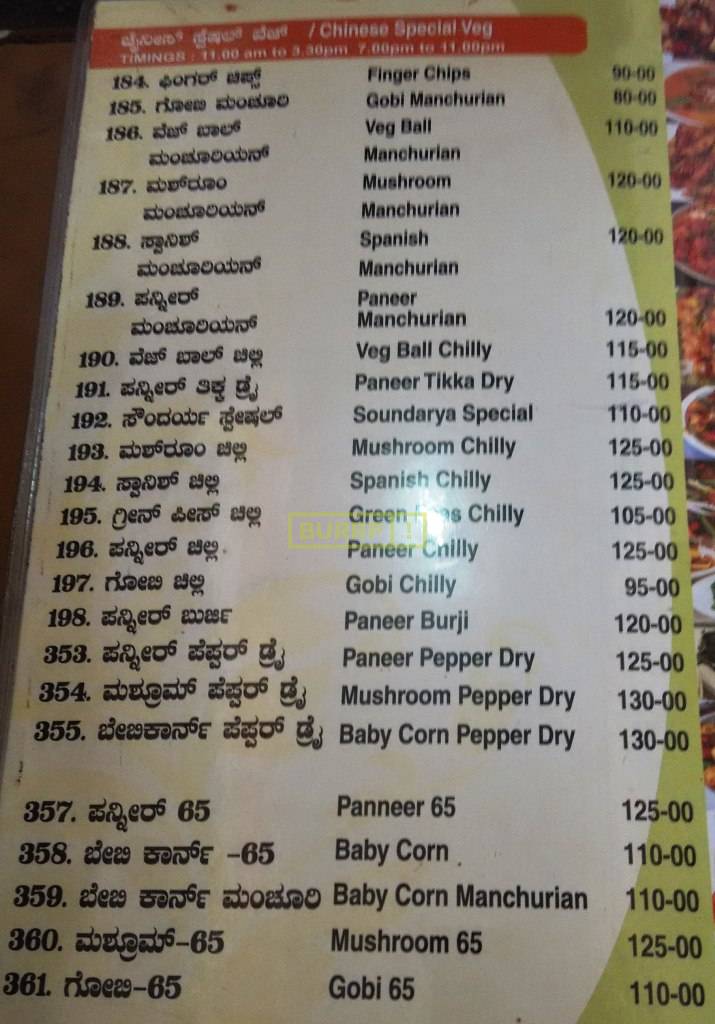 ಚೈನೀಸ್ ಸ್ಪೆಷಲ್ ವೆಜ್ / Chinese Special Veg
TIMINGS : 11.00 am to 3.30pm 7.00pm to 11.00pm
184. ಫಿಂಗರ್ ಚಿಪ್ಸ್ Finger Chips 90-00
185. ಗೋಬಿ ಮಂಚೂರಿ Gobi Manchurian 80-00
186. ವೆಜ್ ಬಾಲ್ Veg Ball 110-00
ಮಂಚೂರಿಯನ್ Manchurian
187. ಮಶ್‌ರೂಂ Mushroom 120-00
ಮಂಚೂರಿಯನ್ Manchurian
188. ಸ್ಪಾನಿಶ್ Spanish 120-00
ಮಂಚೂರಿಯನ್ Manchurian
189. ಪನ್ನೀರ್ Paneer
ಮಂಚೂರಿಯನ್ Manchurian 120-00
190. ವೆಜ್ ಬಾಲ್ ಚಿಲ್ಲಿ Veg Ball Chilly 115-00
191. ಪನ್ನೀರ್ ತಿಕ್ಕ ಡ್ರೈ Paneer Tikka Dry 115-00
192. ಸೌಂದರ್ಯ ಸ್ಪೇಷಲ್ Soundarya Special 110-00
193. ಮಶ್‌ರೂಂ ಚಿಲ್ಲಿ Mushroom Chilly 125-00
194. ಸ್ಪಾನಿಶ್ ಚಿಲ್ಲಿ Spanish Chilly 125-00
195. ಗ್ರೀನ್ ಪೀಸ್ ಚಿಲ್ಲಿ Green Chilly 105-00
196. ಪನ್ನೀರ್ ಚಿಲ್ಲಿ Paneer Chilly 125-00
197. ಗೋಬಿ ಚಿಲ್ಲಿ Gobi Chilly 95-00
198. ಪನ್ನೀರ್ ಬುರ್ಜಿ Paneer Burji 120-00
353. ಪನ್ನೀರ್ ಪೆಪ್ಪರ್ ಡ್ರೈ Paneer Pepper Dry 125-00
354. ಮಶ್ರೂಮ್ ಪೆಪ್ಪರ್ ಡ್ರೈ Mushroom Pepper Dry 130-00
355. ಬೇಬಿಕಾರ್ನ್ ಪೆಪ್ಪರ್ ಡ್ರೈ Baby Corn Pepper Dry 130-00
357. ಪನ್ನೀರ್ 65 Panneer 65 125-00
358. ಬೇಬಿ ಕಾರ್ನ್ -65 Baby Corn 110-00
359. ಬೇಬಿ ಕಾರ್ನ್ ಮಂಚೂರಿ Baby Corn Manchurian 110-00
360. ಮಶ್ರೂಮ್-65 Mushroom 65 125-00
361. ಗೋಬಿ-65 Gobi 65 110-00